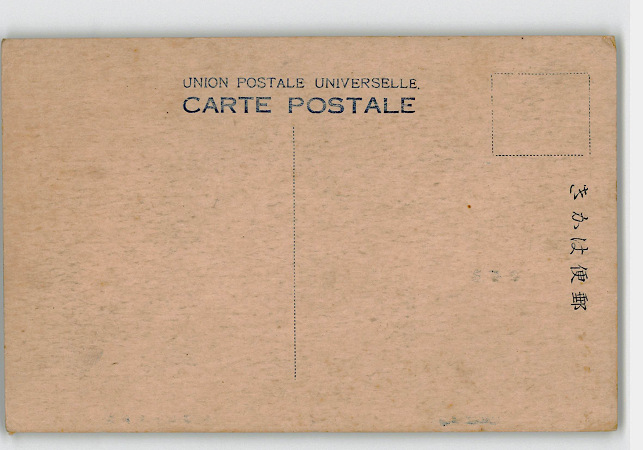 UNION POSTALE UNIVERSELLE.
CARTE POSTALE
きかは便郵